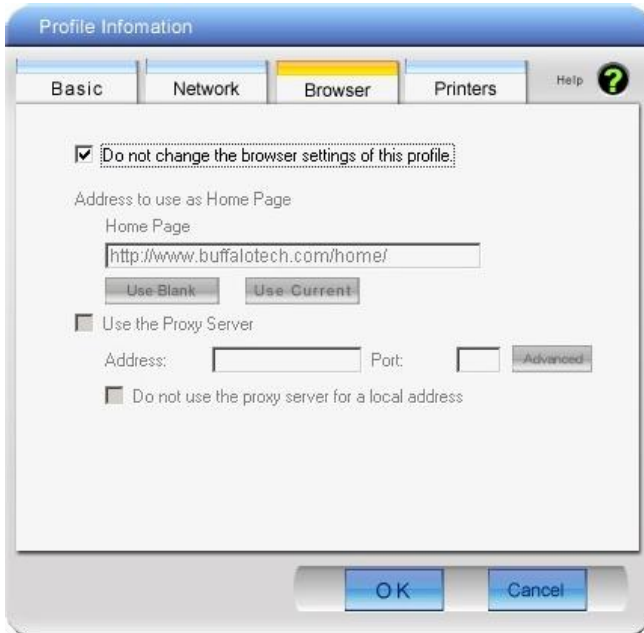 Profile Infomation
Basic Network Browser Printers Help ?
Do not change the browser settings of this profile.
Address to use as Home Page
Home Page
http://www.buffalotech.com/home/
Use Blank Use Current
Use the Proxy Server
Address: Port: Advanced
Do not use the proxy server for a local address
OK Cancel